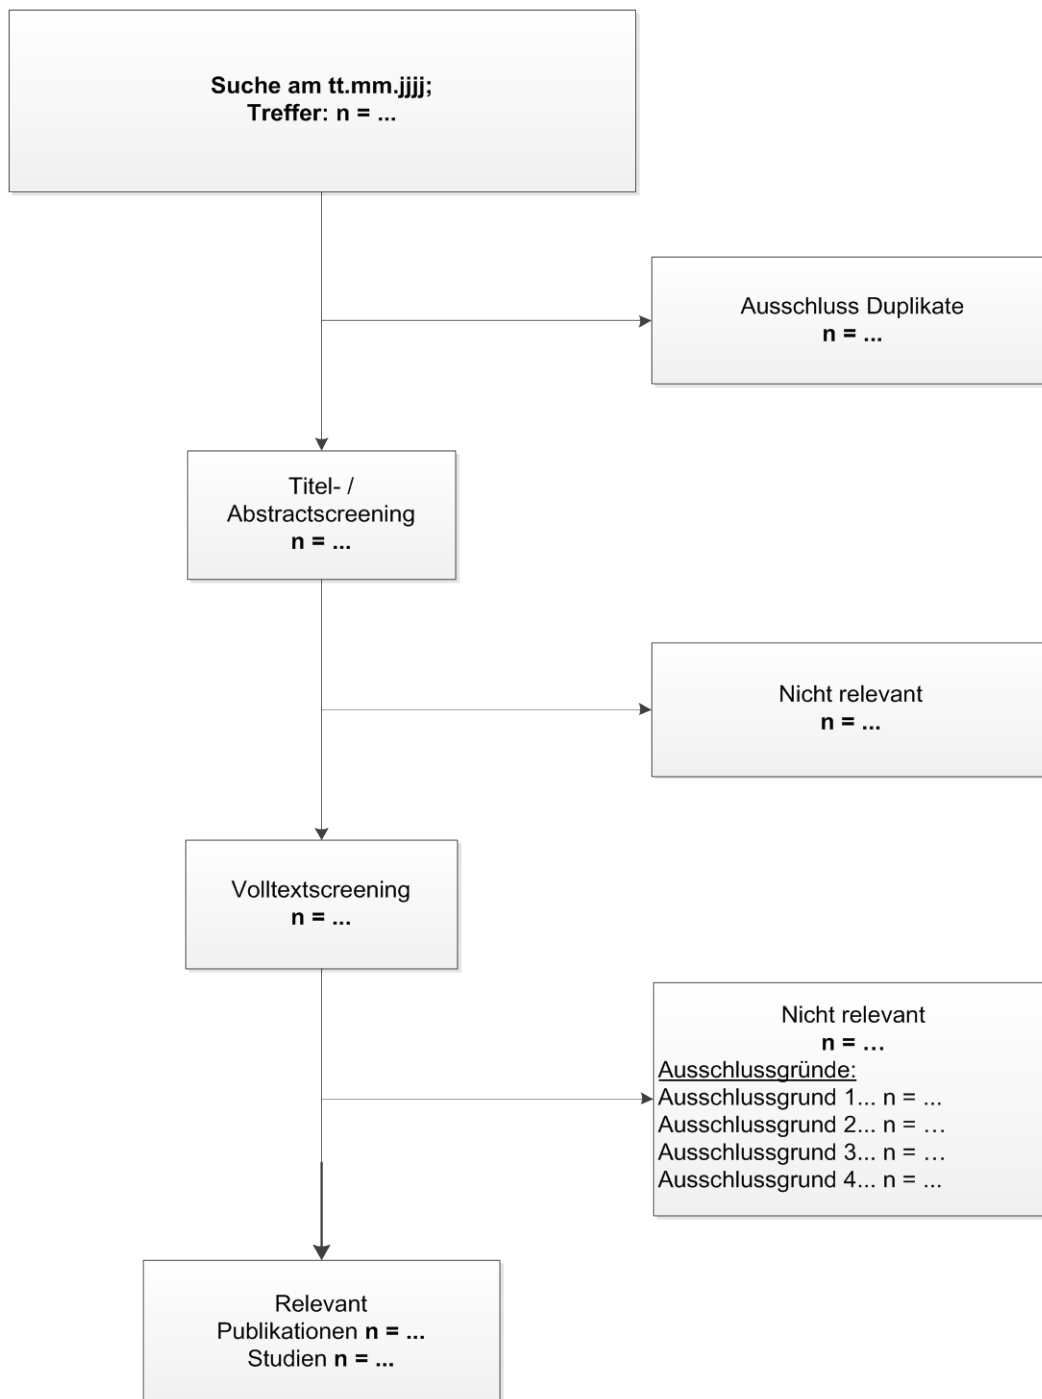 Suche am tt.mm.jjjj;
Treffer: n = ...
Ausschluss Duplikate
n = ...
Titel- /
Abstractscreening
n = ...
Nicht relevant
n = ...
Volltextscreening
n = ...
Nicht relevant
n = ...
Ausschlussgründe:
Ausschlussgrund 1... n = ...
Ausschlussgrund 2... n = ...
Ausschlussgrund 3... n = ...
Ausschlussgrund 4... n = ...
Relevant
Publikationen n = ...
Studien n = ...